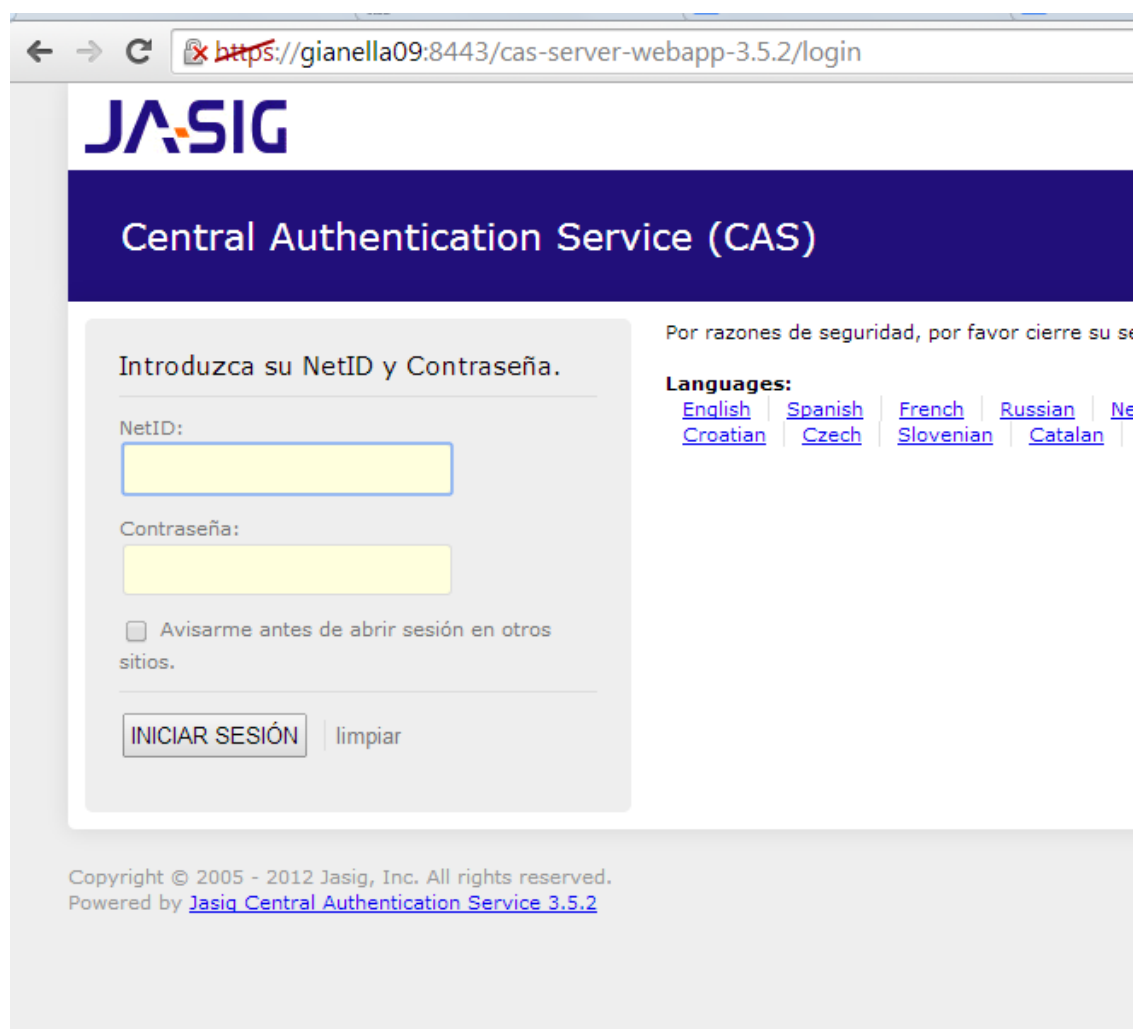 https://gianella09:8443/cas-server-webapp-3.5.2/login
JA-SIG
Central Authentication Service (CAS)
Introduzca su NetID y Contraseña.
NetID:
Contraseña:
Avisarme antes de abrir sesión en otros
sitios.
INICIAR SESIÓN limpiar
Por razones de seguridad, por favor cierre su
Languages:
English Spanish French Russian
Croatian Czech Slovenian Catalan
Copyright © 2005 - 2012 Jasig, Inc. All rights reserved.
Powered by Jasig Central Authentication Service 3.5.2